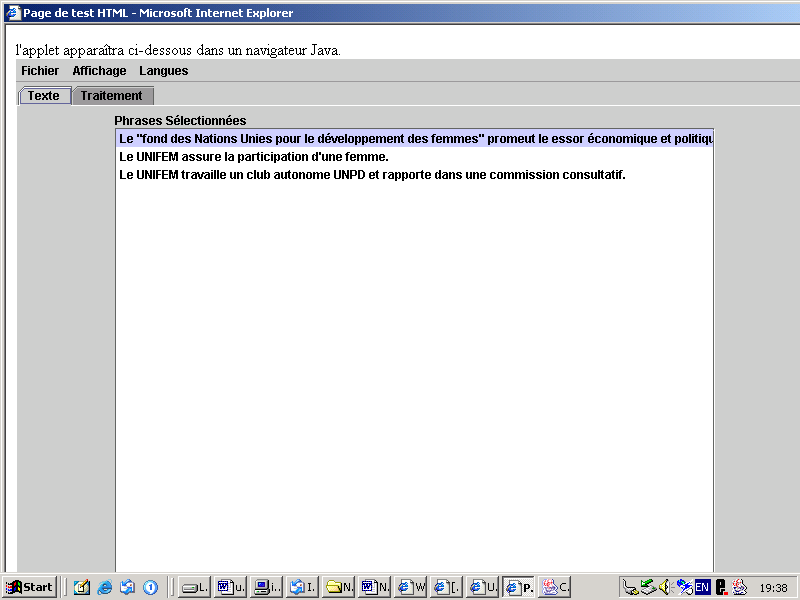 Page de test HTML - Microsoft Internet Explorer
l'applet apparaîtra ci-dessous dans un navigateur Java.
Fichier Affichage Langues
Texte Traitement
Phrases Sélectionnées
Le "fond des Nations Unies pour le développement des femmes" promeut le essor économique et politiqu
Le UNIFEM assure la participation d'une femme.
Le UNIFEM travaille un club autonome UNPD et rapporte dans une commission consultatif.
Start L. u. i.. I. N. N. W [. U. P. C. EN 19:38